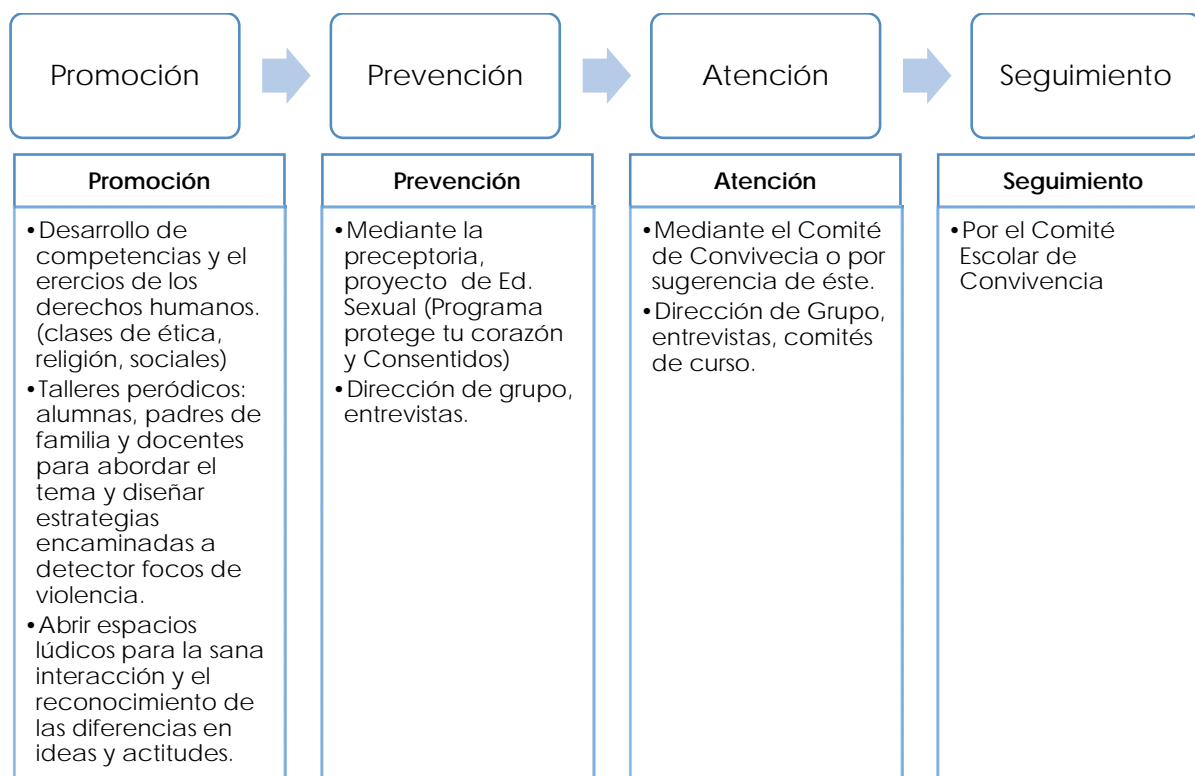 Promoción
Prevención
Atención
Seguimiento
Promoción
•Desarrollo de
competencias y el
erercios de los
derechos humanos.
(clases de ética,
religión, sociales)
•Talleres peródicos:
alumnas, padres de
familia y docentes
para abordar el
tema y diseñar
estrategias
encaminadas a
detector focos de
violencia.
•Abrir espacios
lúdicos para la sana
interacción y el
reconocimiento de
las diferencias en
ideas y actitudes.
Prevención
•Mediante la
preceptoria,
proyecto de Ed.
Sexual (Programa
protege tu corazón
y Consentidos)
•Dirección de grupo,
entrevistas.
Atención
•Mediante el Comité
de Convivecia o por
sugerencia de éste.
•Dirección de Grupo,
entrevistas, comités
de curso.
Seguimiento
•Por el Comité
Escolar de
Convivencia